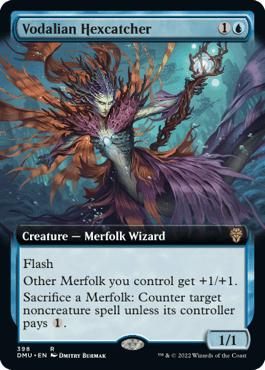 Vodalian Hexcatcher 1
Creature — Merfolk Wizard
Flash
Other Merfolk you control get +1/+1.
Sacrifice a Merfolk: Counter target
noncreature spell unless its controller
pays 1.
1/1
398 R
DMU • EN Dmitry Burmak
™ & © 2022 Wizards of the Coast